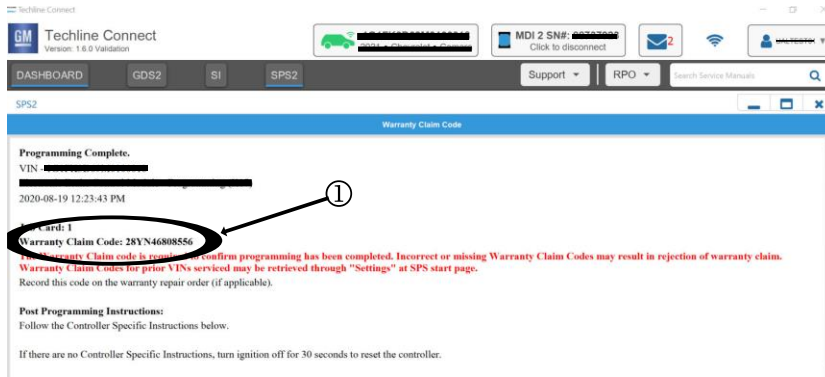 Techline Connect
GM
Techline Connect
Version: 1.6.0 Validation
2021 • Chevrolet • Camaro
MDI 2 SN#:
Click to disconnect
2
DASHBOARD
GDS2
SI
SPS2
Support
RPO
Search Service Manuals
SPS2
Warranty Claim Code
Programming Complete.
VIN -
2020-08-19 12:23:43 PM
①
Card: 1
Warranty Claim Code: 28YN46808556
The Warranty Claim code is required to confirm programming has been completed. Incorrect or missing Warranty Claim Codes may result in rejection of warranty claim.
Warranty Claim Codes for prior VINs serviced may be retrieved through "Settings" at SPS start page.
Record this code on the warranty repair order (if applicable).
Post Programming Instructions:
Follow the Controller Specific Instructions below.
If there are no Controller Specific Instructions, turn ignition off for 30 seconds to reset the controller.